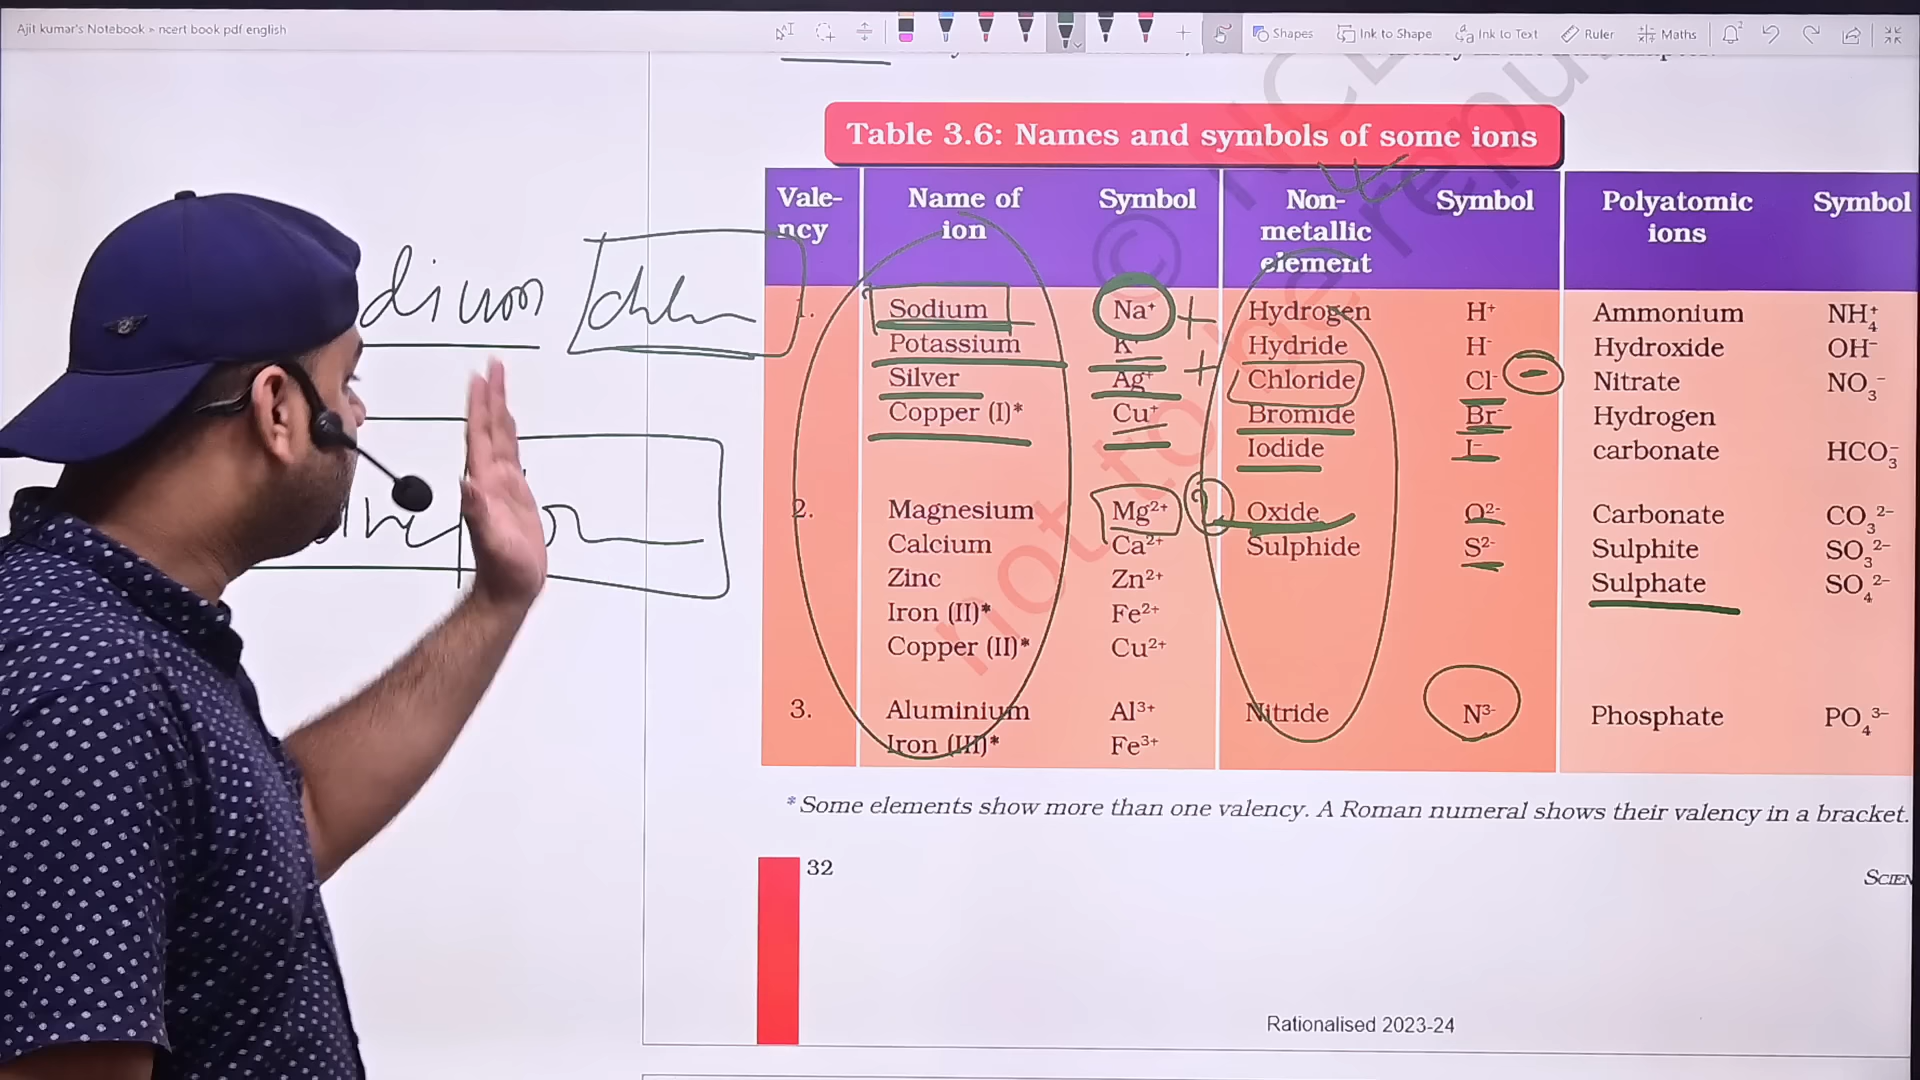 Ajit kumar's Notebook > ncert book pdf english
Shapes Ink to Shape Ink to Text Ruler Maths
Table 3.6: Names and symbols of some ions
Vale-ncy Name of ion Symbol Non-metallic element Symbol Polyatomic ions Symbol
1. Sodium Na⁺ Hydrogen H⁺ Ammonium NH₄⁺
Potassium K⁺ Hydride H⁻ Hydroxide OH⁻
Silver Ag⁺ Chloride Cl⁻ Nitrate NO₃⁻
Copper (I)* Cu⁺ Bromide Br⁻ Hydrogen
Iodide I⁻ carbonate HCO₃⁻
2. Magnesium Mg²⁺ Oxide O²⁻ Carbonate CO₃²⁻
Calcium Ca²⁺ Sulphide S²⁻ Sulphite SO₃²⁻
Zinc Zn²⁺ Sulphate SO₄²⁻
Iron (II)* Fe²⁺
Copper (II)* Cu²⁺
3. Aluminium Al³⁺ Nitride N³⁻ Phosphate PO₄³⁻
Iron (III)* Fe³⁺
*Some elements show more than one valency. A Roman numeral shows their valency in a bracket.
32
Rationalised 2023-24
+
+
-
2
© not to be